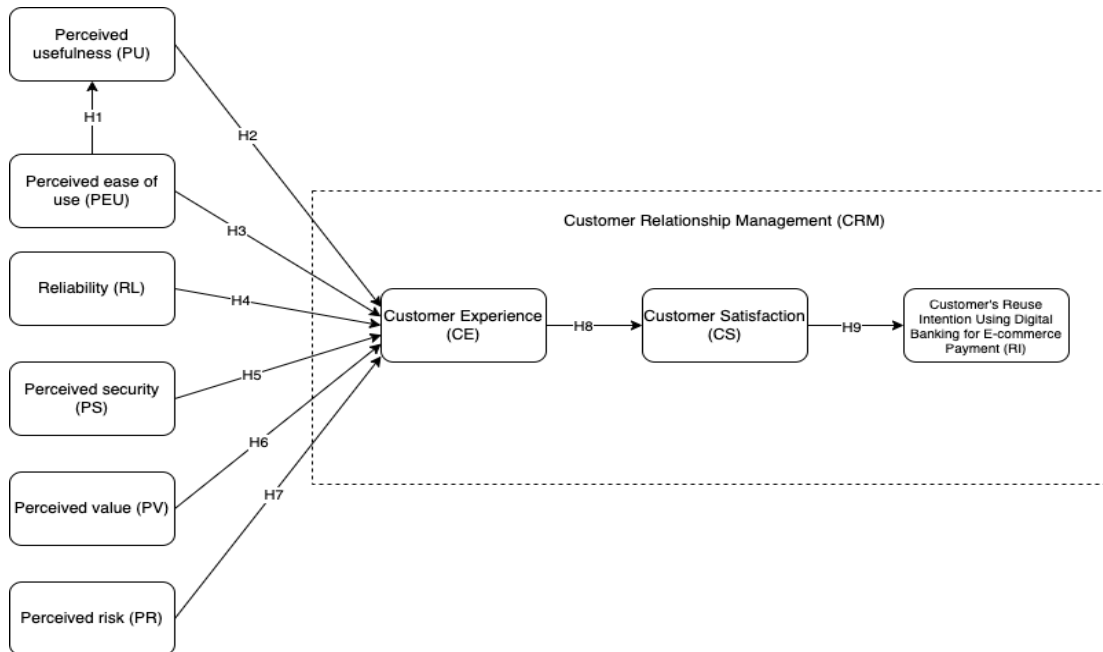 Perceived
usefulness (PU)
H1
H2
Perceived ease of
use (PEU)
H3
Customer Relationship Management (CRM)
Reliability (RL)
H4
Customer Experience
(CE)
H8
Customer Satisfaction
(CS)
H9
Customer's Reuse
Intention Using Digital
Banking for E-commerce
Payment (RI)
Perceived security
(PS)
H5
H6
Perceived value (PV)
H7
Perceived risk (PR)